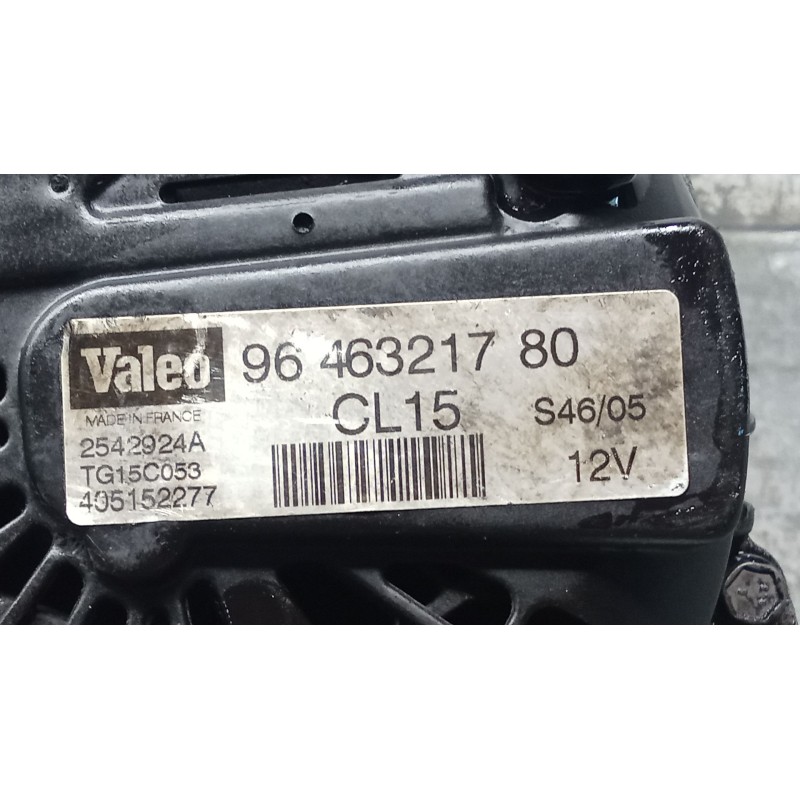 Valeo
96 463217 80
MADE IN FRANCE
CL15
S46/05
2542924A
TG15C053
12V
405152277